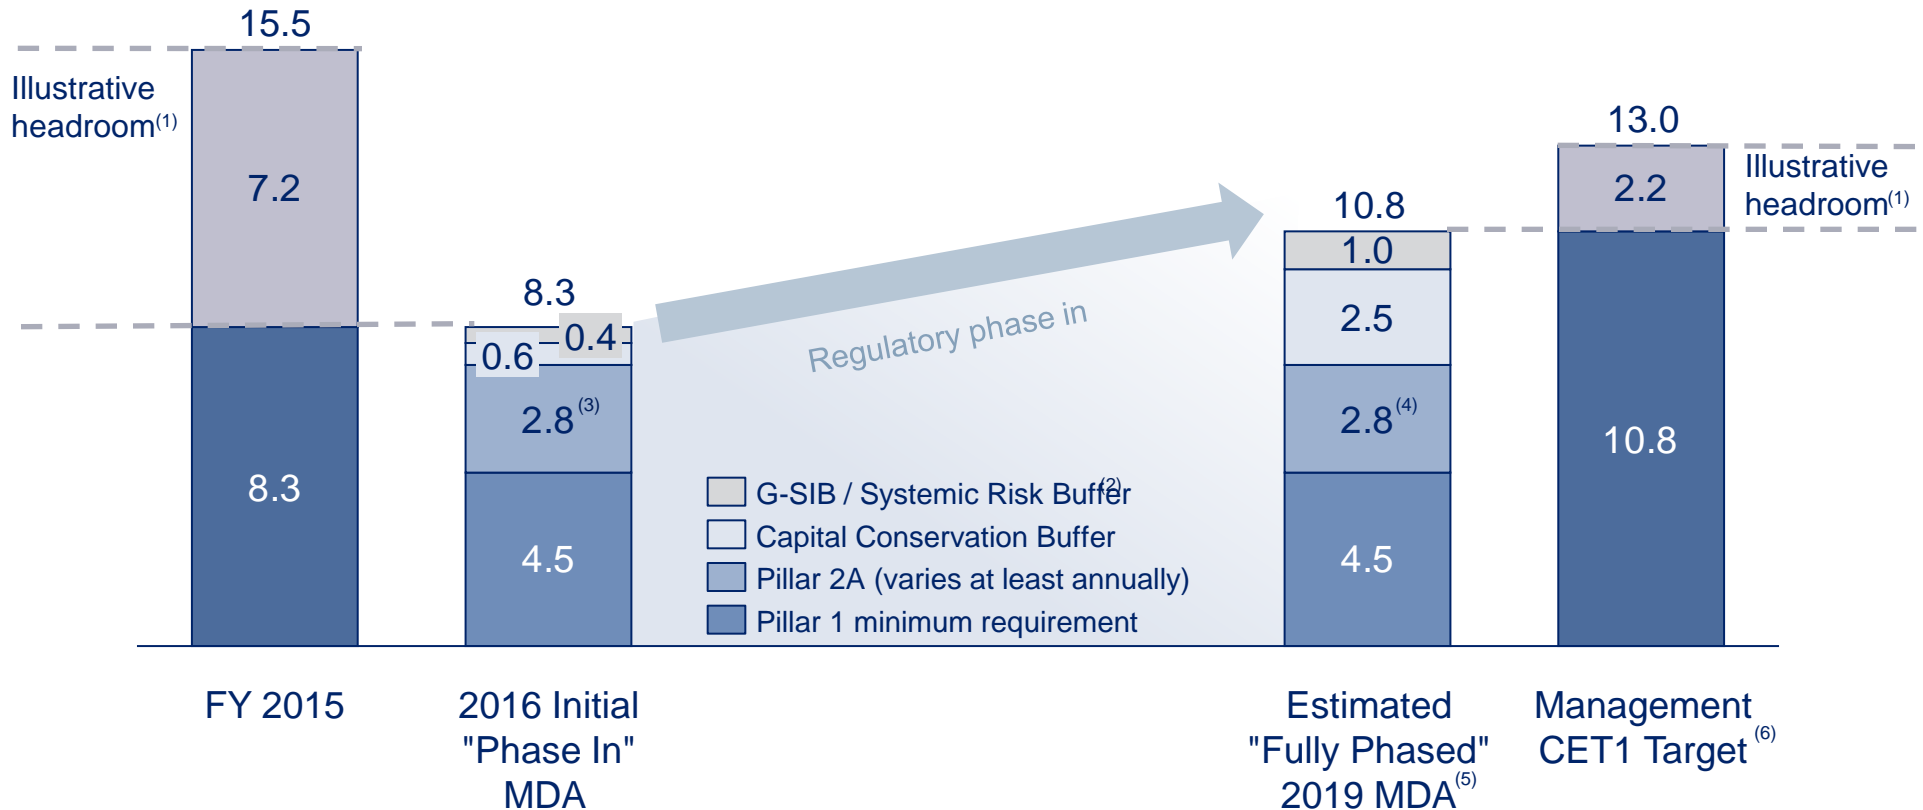 15.5
Illustrative
headroom(1)
7.2
8.3
FY 2015
8.3
0.4
0.6
2.8(3)
4.5
2016 Initial
"Phase In"
MDA
Regulatory phase in
G-SIB / Systemic Risk Buffer(2)
Capital Conservation Buffer
Pillar 2A (varies at least annually)
Pillar 1 minimum requirement
10.8
1.0
2.5
2.8(4)
4.5
Estimated
"Fully Phased"
2019 MDA(5)
13.0
2.2
Illustrative
headroom(1)
10.8
Management
CET1 Target(6)